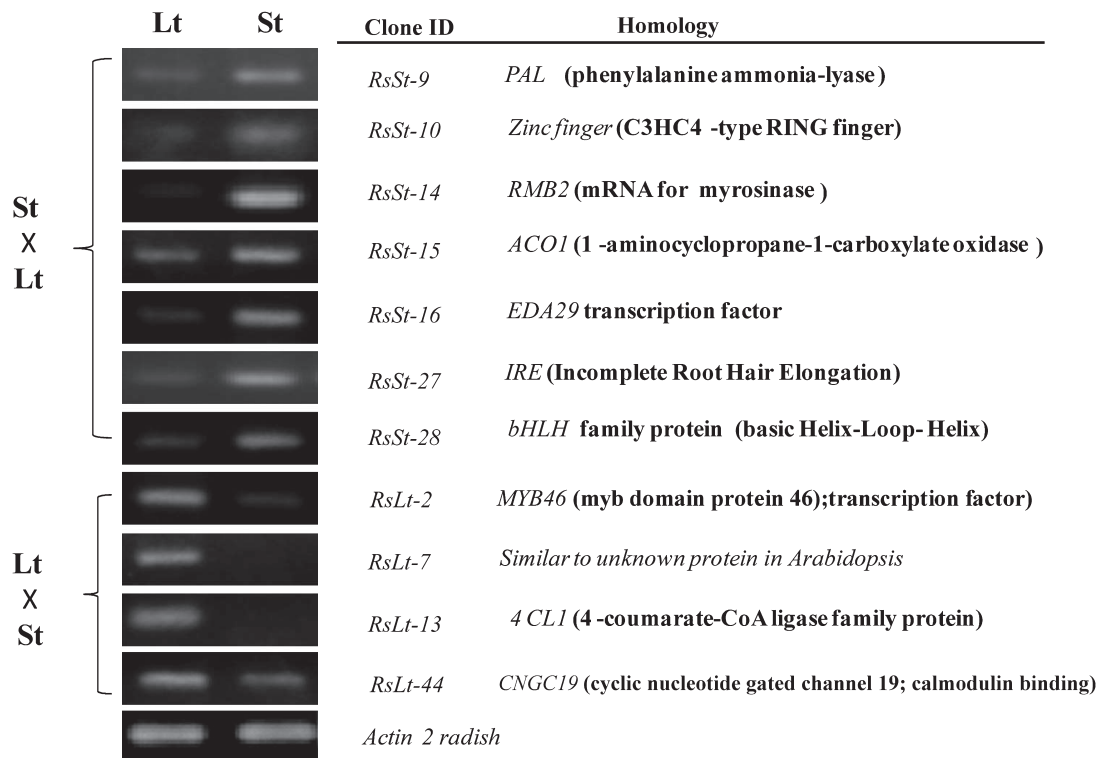 Lt St Clone ID Homology
RsSt-9 PAL (phenylalanine ammonia-lyase)
RsSt-10 Zinc finger (C3HC4 -type RING finger)
RsSt-14 RMB2 (mRNA for myrosinase )
RsSt-15 ACO1 (1 -aminocyclopropane-1-carboxylate oxidase )
RsSt-16 EDA29 transcription factor
RsSt-27 IRE (Incomplete Root Hair Elongation)
RsSt-28 bHLH family protein (basic Helix-Loop- Helix)
St
X
Lt
RsLt-2 MYB46 (myb domain protein 46);transcription factor)
RsLt-7 Similar to unknown protein in Arabidopsis
RsLt-13 4 CL1 (4 -coumarate-CoA ligase family protein)
RsLt-44 CNGC19 (cyclic nucleotide gated channel 19; calmodulin binding)
Lt
X
St
Actin 2 radish